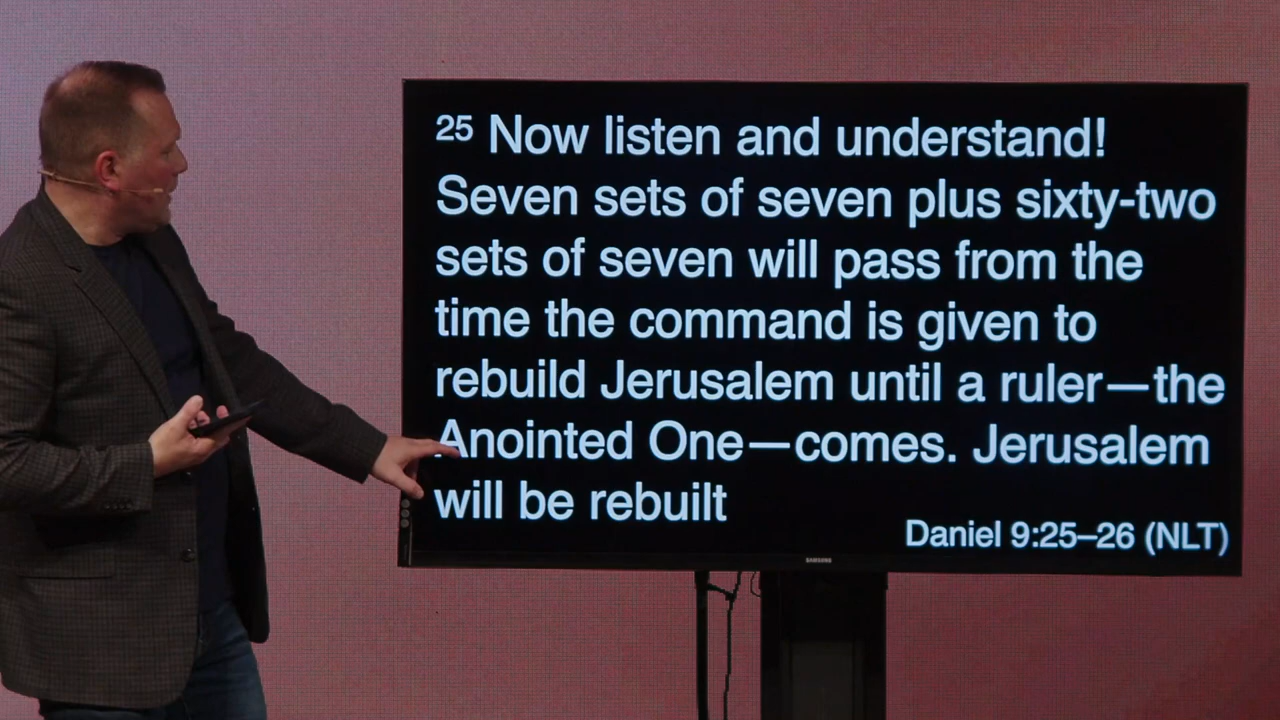 25 Now listen and understand!
Seven sets of seven plus sixty-two
sets of seven will pass from the
time the command is given to
rebuild Jerusalem until a ruler—the
Anointed One—comes. Jerusalem
will be rebuilt
Daniel 9:25–26 (NLT)
SAMSUNG